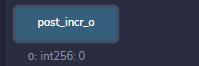 post_incr_o
0: int256: 0